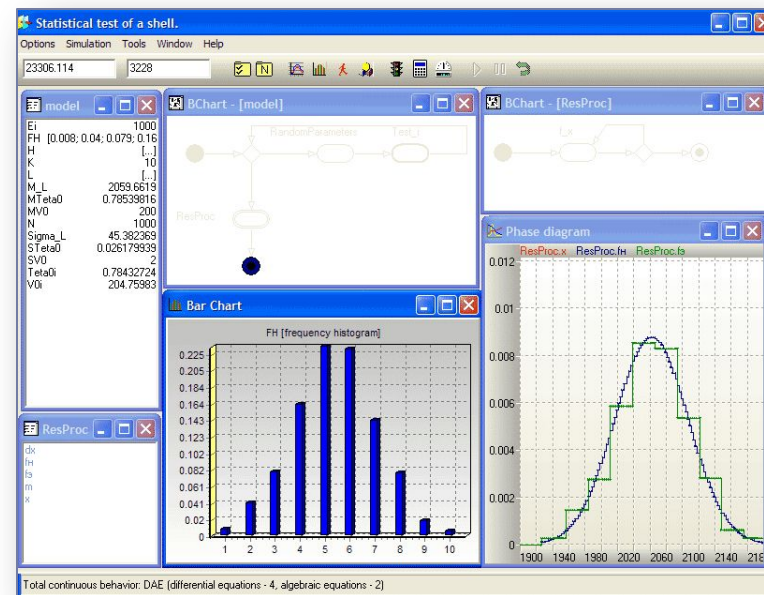 Statistical test of a shell.
Options Simulation Tools Window Help
23306.114 3228
model
Ei 1000
FH [0.008; 0.04; 0.079; 0.16
H [...]
K 10
L [...]
M_L 2059.6619
MTeta0 0.78539816
MV0 200
N 1000
Sigma_L 45.382369
STeta0 0.026179939
SV0 2
Teta0i 0.78432724
V0i 204.75983
BChart - [model]
RandomParameters Test_i
ResProc
BChart - [ResProc]
f_x
ResProc
dx
fн
fэ
m
x
Bar Chart
FH [frequency histogram]
0.225
0.205
0.184
0.164
0.143
0.123
0.102
0.082
0.061
0.041
0.02
0
1 2 3 4 5 6 7 8 9 10
Phase diagram
ResProc.x ResProc.fн ResProc.fэ
0.012
0.01
0.008
0.006
0.004
0.002
0
1900 1940 1980 2020 2060 2100 2140 218
Total continuous behavior: DAE (differential equations - 4, algebraic equations - 2)